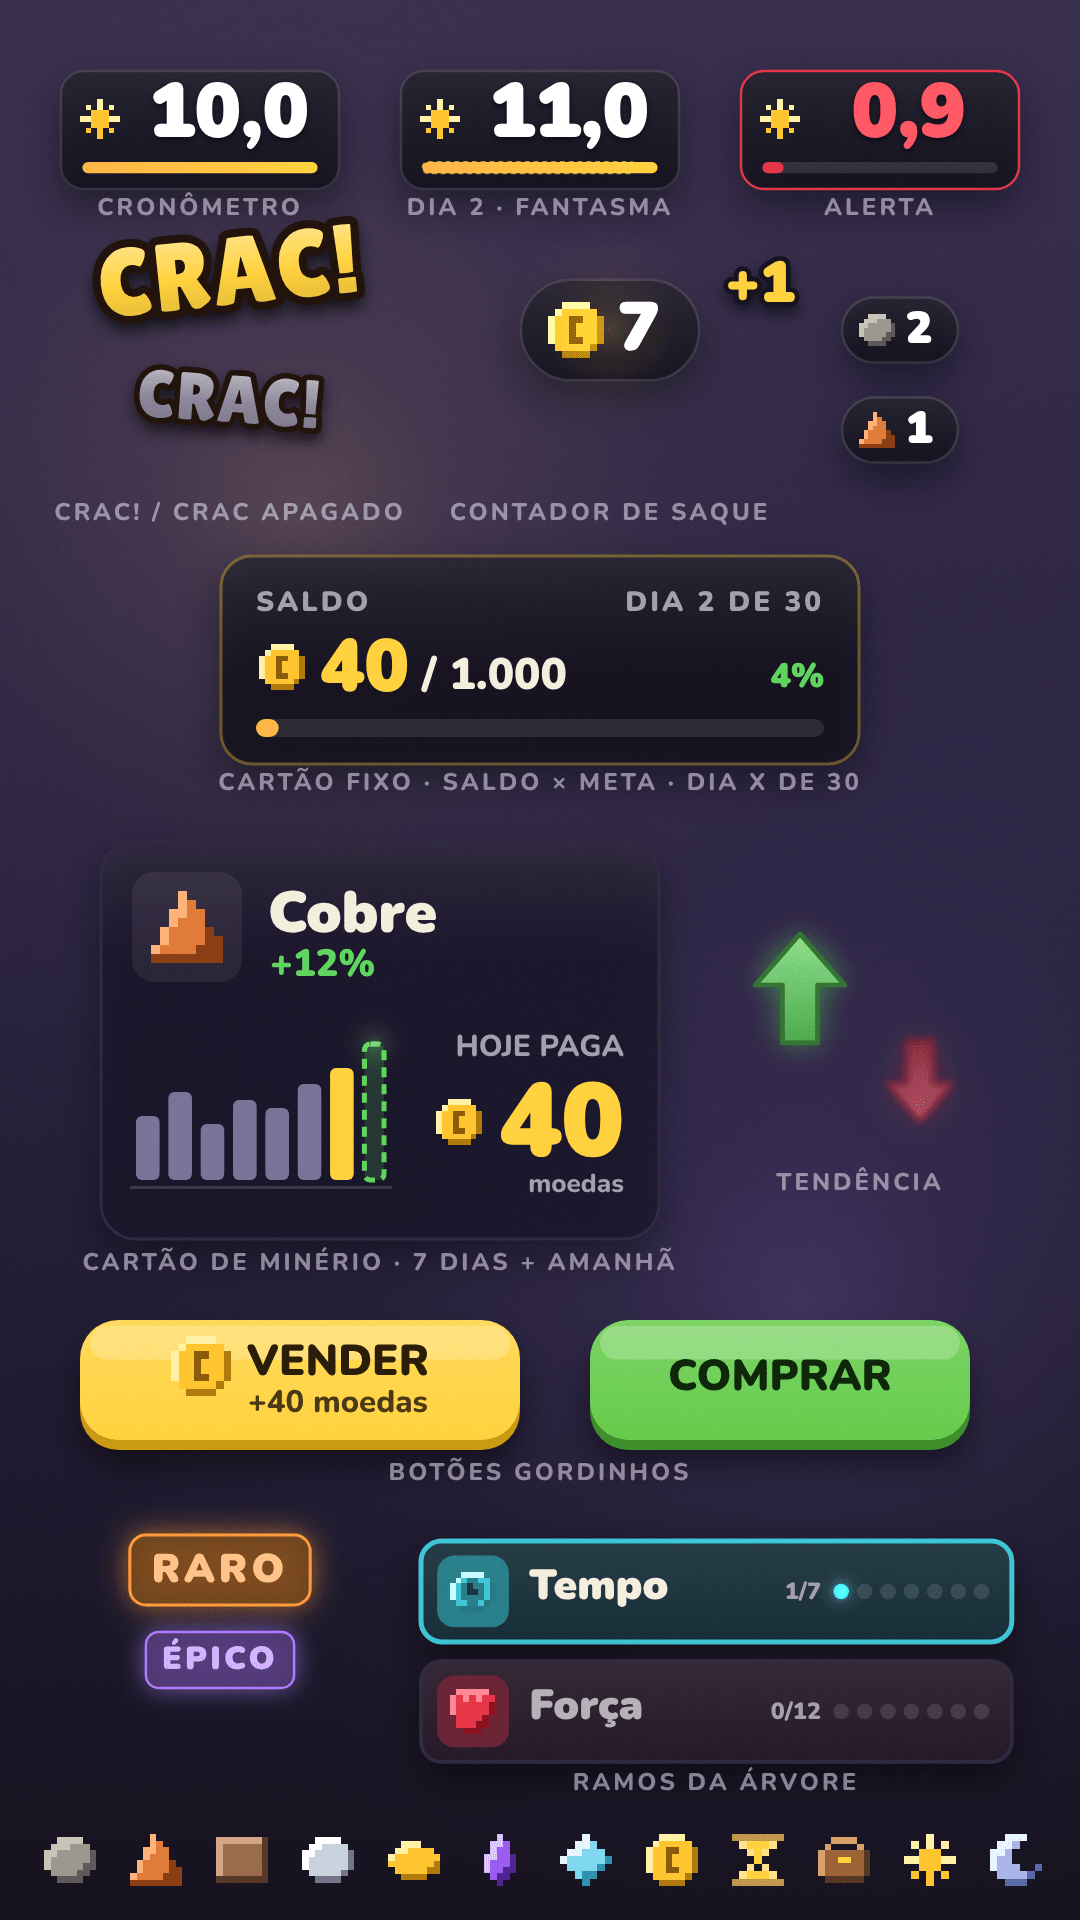 10,0
11,0
0,9
CRONÔMETRO
DIA 2 · FANTASMA
ALERTA
CRAC!
+1
7
2
CRAC!
1
CRAC! / CRAC APAGADO
CONTADOR DE SAQUE
SALDO
DIA 2 DE 30
40 / 1.000
4%
CARTÃO FIXO · SALDO × META · DIA X DE 30
Cobre
+12%
HOJE PAGA
40
moedas
TENDÊNCIA
CARTÃO DE MINÉRIO · 7 DIAS + AMANHÃ
VENDER
+40 moedas
COMPRAR
BOTÕES GORDINHOS
RARO
Tempo
1/7
ÉPICO
Força
0/12
RAMOS DA ÁRVORE